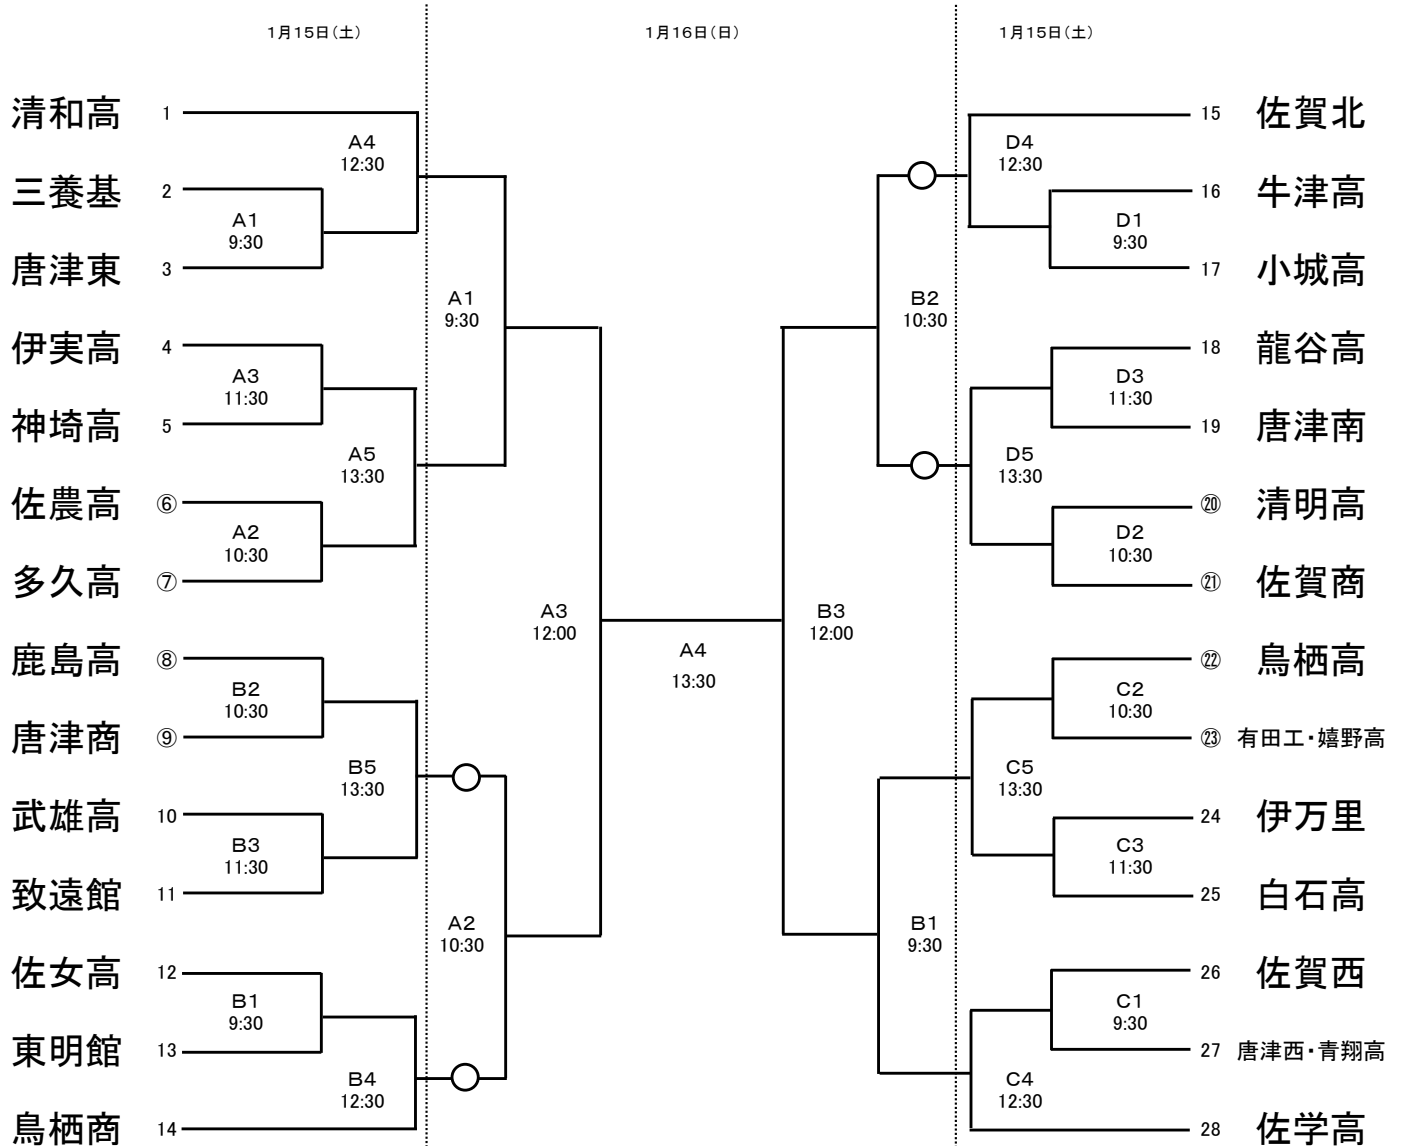 1月15日(土)
1月16日(日)
1月15日(土)
清和高 1
三養基 2
唐津東 3
伊実高 4
神埼高 5
佐農高 ⑥
多久高 ⑦
鹿島高 ⑧
唐津商 ⑨
武雄高 10
致遠館 11
佐女高 12
東明館 13
鳥栖商 14
A4
12:30
A1
9:30
A3
11:30
A5
13:30
A2
10:30
B2
10:30
B5
13:30
B3
11:30
B1
9:30
B4
12:30
A1
9:30
A2
10:30
A3
12:00
A4
13:30
B3
12:00
B2
10:30
B1
9:30
D4
12:30
D1
9:30
D3
11:30
D5
13:30
D2
10:30
C2
10:30
C5
13:30
C3
11:30
C1
9:30
C4
12:30
15 佐賀北
16 牛津高
17 小城高
18 龍谷高
19 唐津南
⑳ 清明高
㉑ 佐賀商
㉒ 鳥栖高
㉓ 有田工・嬉野高
24 伊万里
25 白石高
26 佐賀西
27 唐津西・青翔高
28 佐学高